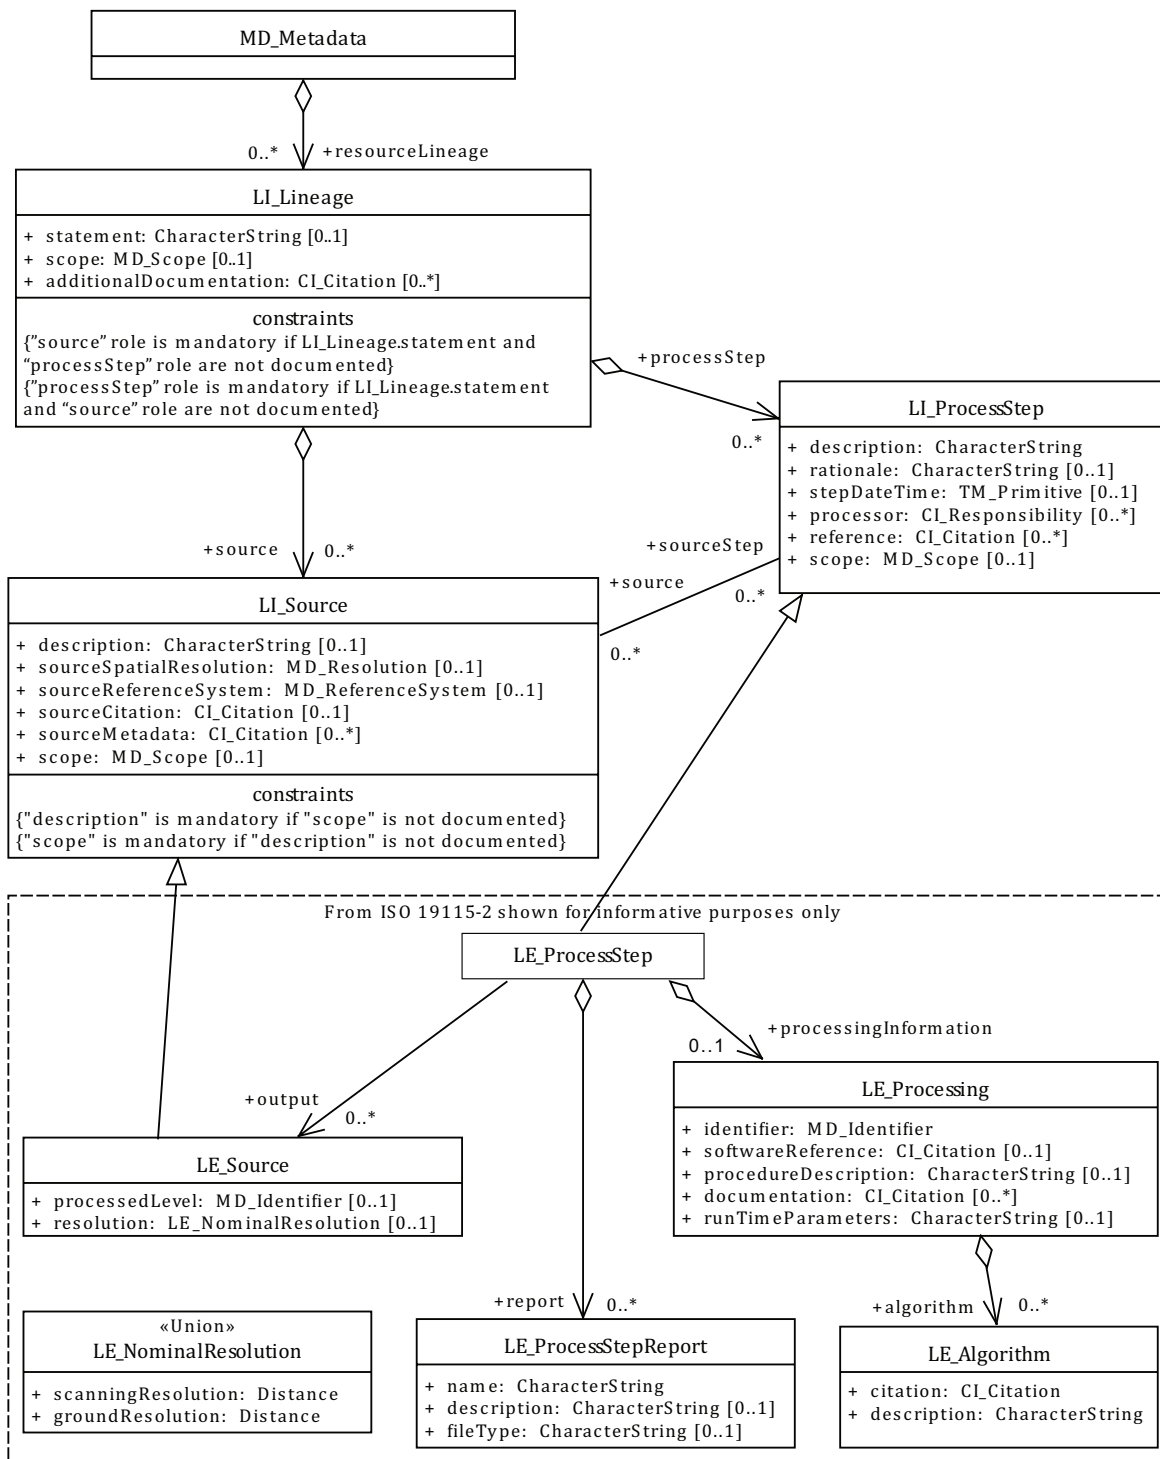 MD_Metadata
0..*
+resourceLineage
LI_Lineage
+ statement: CharacterString [0..1]
+ scope: MD_Scope [0..1]
+ additionalDocumentation: CI_Citation [0..*]
constraints
{”source” role is mandatory if LI_Lineage.statement and
“processStep” role are not documented}
{”processStep” role is mandatory if LI_Lineage.statement
and “source” role are not documented}
+processStep
0..*
LI_ProcessStep
+ description: CharacterString
+ rationale: CharacterString [0..1]
+ stepDateTime: TM_Primitive [0..1]
+ processor: CI_Responsibility [0..*]
+ reference: CI_Citation [0..*]
+ scope: MD_Scope [0..1]
+source
0..*
+sourceStep
0..*
+source
0..*
LI_Source
+ description: CharacterString [0..1]
+ sourceSpatialResolution: MD_Resolution [0..1]
+ sourceReferenceSystem: MD_ReferenceSystem [0..1]
+ sourceCitation: CI_Citation [0..1]
+ sourceMetadata: CI_Citation [0..*]
+ scope: MD_Scope [0..1]
constraints
{"description" is mandatory if "scope" is not documented}
{"scope" is mandatory if "description" is not documented}
From ISO 19115-2 shown for informative purposes only
LE_ProcessStep
+processingInformation
0..1
+output
0..*
LE_Processing
+ identifier: MD_Identifier
+ softwareReference: CI_Citation [0..1]
+ procedureDescription: CharacterString [0..1]
+ documentation: CI_Citation [0..*]
+ runTimeParameters: CharacterString [0..1]
LE_Source
+ processedLevel: MD_Identifier [0..1]
+ resolution: LE_NominalResolution [0..1]
+report
0..*
+algorithm
0..*
«Union»
LE_NominalResolution
+ scanningResolution: Distance
+ groundResolution: Distance
LE_ProcessStepReport
+ name: CharacterString
+ description: CharacterString [0..1]
+ fileType: CharacterString [0..1]
LE_Algorithm
+ citation: CI_Citation
+ description: CharacterString